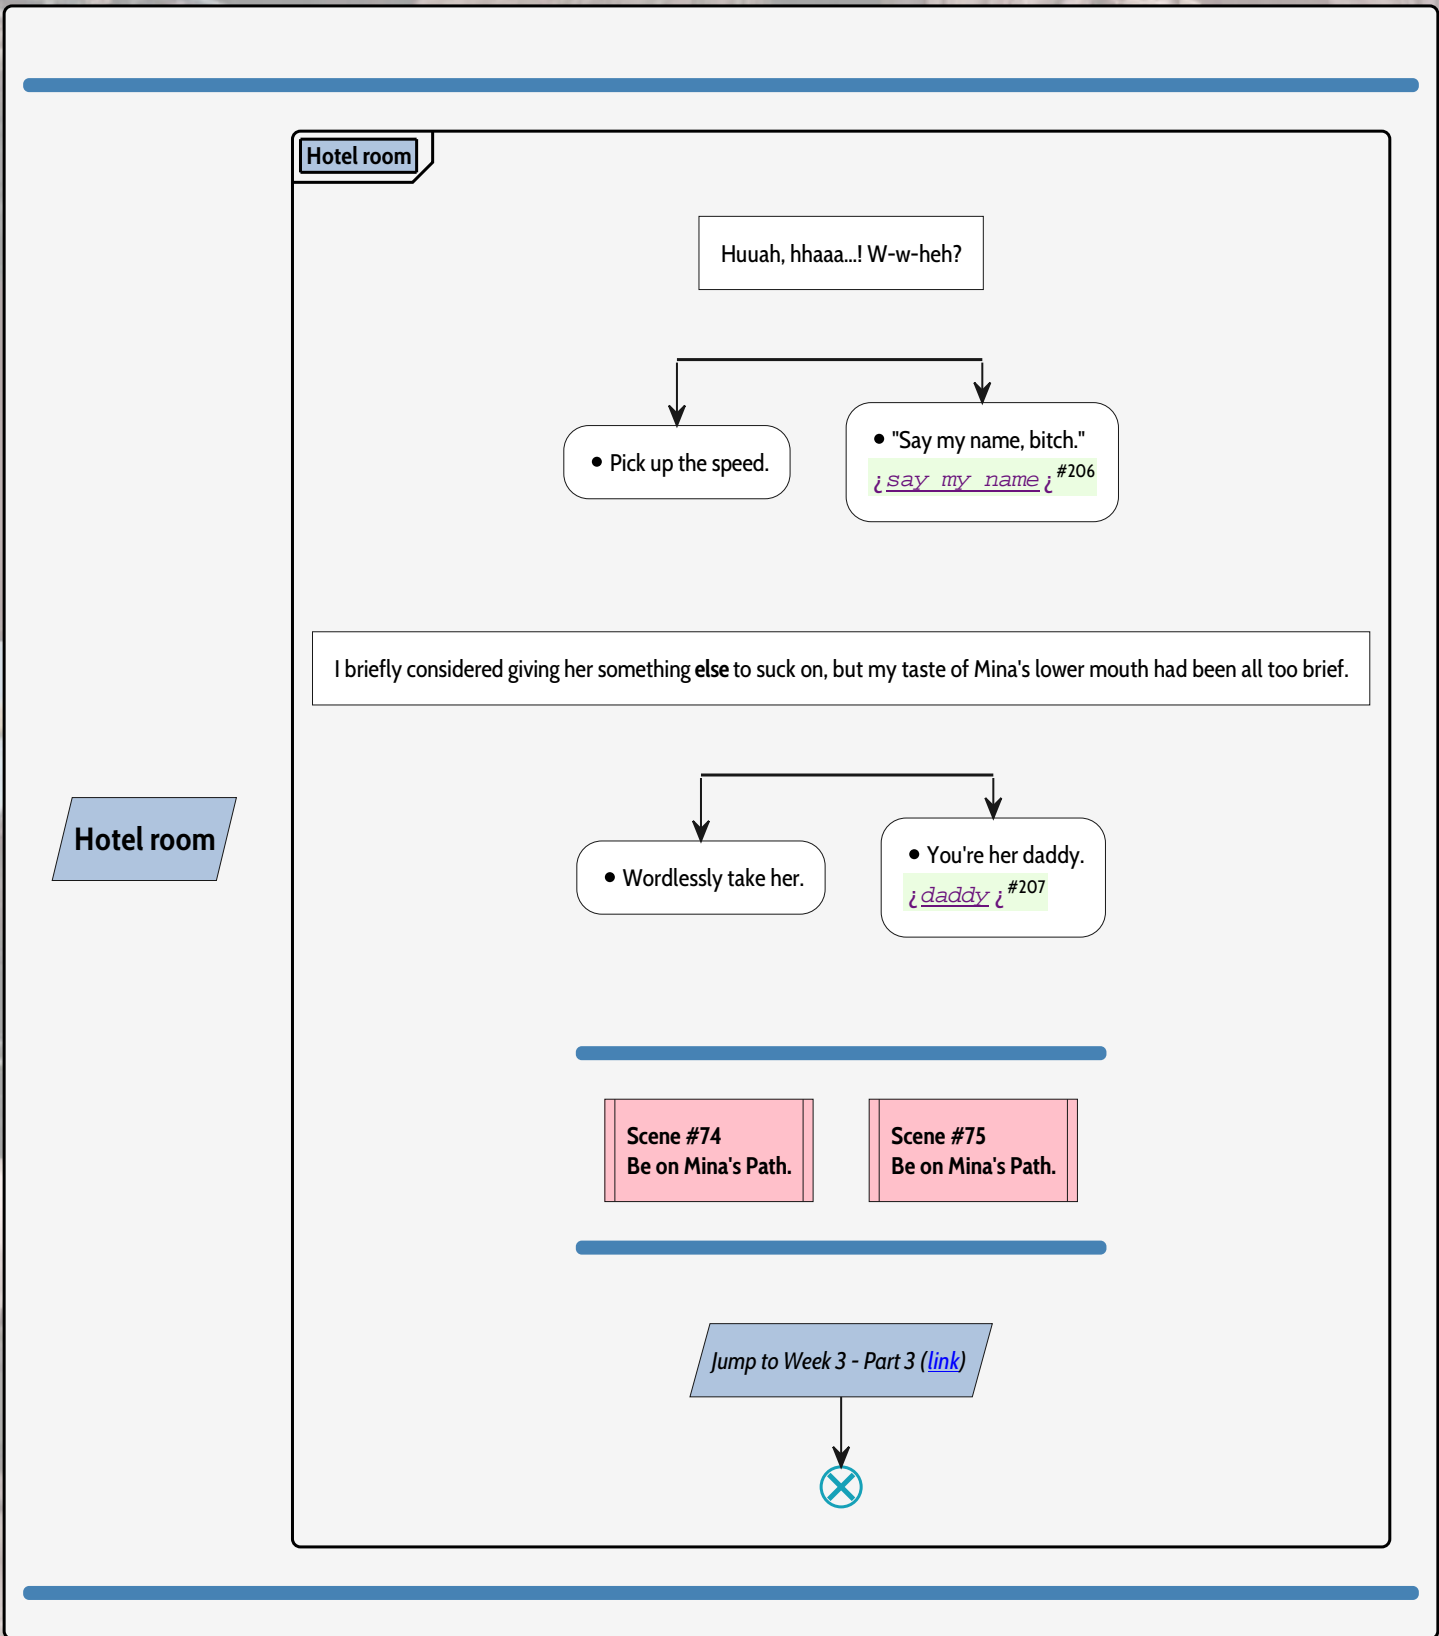 Hotel room
Huuah, hhaaa...! W-w-heh?
• Pick up the speed.
• "Say my name, bitch."
¿say my name¿#206
I briefly considered giving her something else to suck on, but my taste of Mina's lower mouth had been all too brief.
Hotel room
• Wordlessly take her.
• You're her daddy.
¿daddy¿#207
Scene #74
Be on Mina's Path.
Scene #75
Be on Mina's Path.
Jump to Week 3 - Part 3 (link)